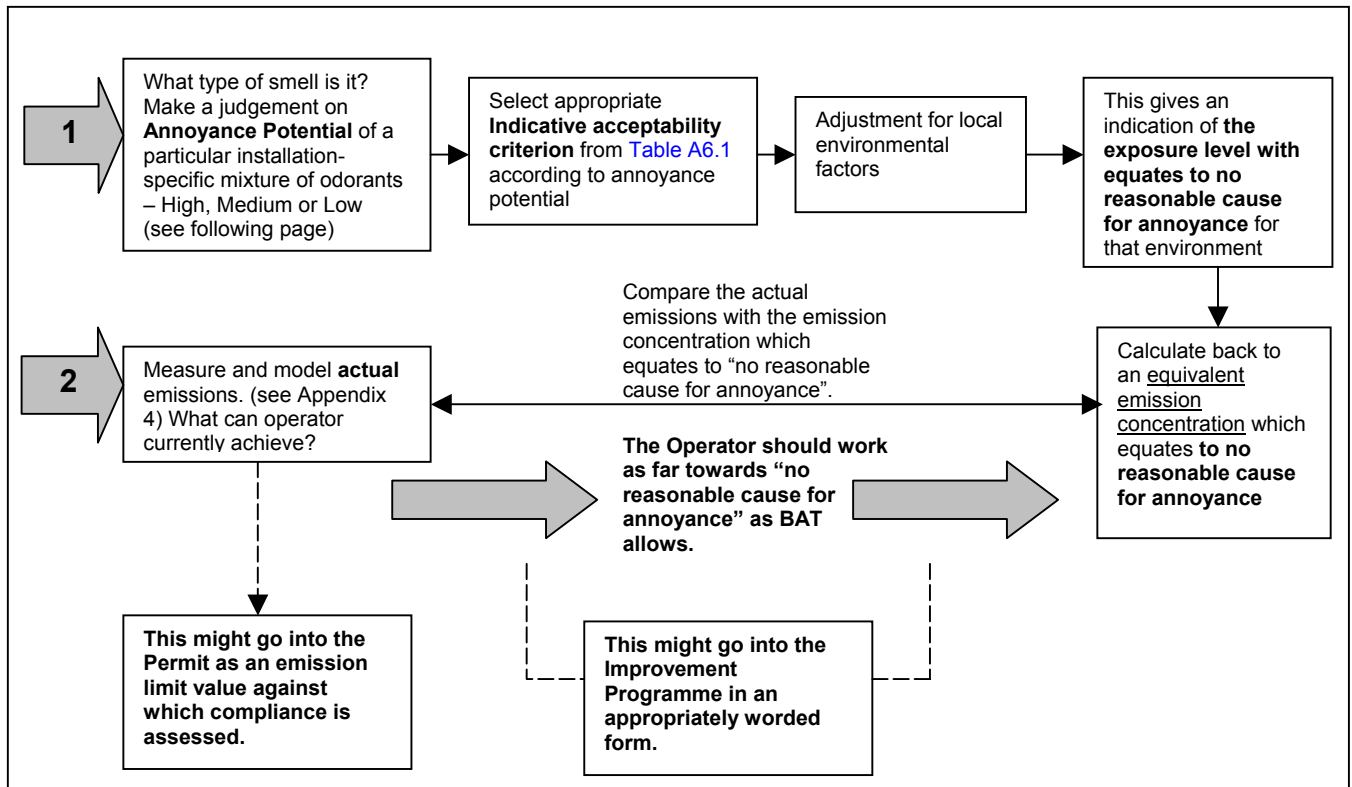 1
What type of smell is it?
Make a judgement on
Annoyance Potential of a
particular installation-
specific mixture of odorants
– High, Medium or Low
(see following page)
Select appropriate
Indicative acceptability
criterion from Table A6.1
according to annoyance
potential
Adjustment for local
environmental
factors
This gives an
indication of the
exposure level with
equates to no
reasonable cause
for annoyance for
that environment
2
Measure and model actual
emissions. (see Appendix
4) What can operator
currently achieve?
Compare the actual
emissions with the emission
concentration which
equates to “no reasonable
cause for annoyance”.
Calculate back to
an equivalent
emission
concentration which
equates to no
reasonable cause
for annoyance
The Operator should work
as far towards “no
reasonable cause for
annoyance” as BAT
allows.
This might go into the
Permit as an emission
limit value against
which compliance is
assessed.
This might go into the
Improvement
Programme in an
appropriately worded
form.